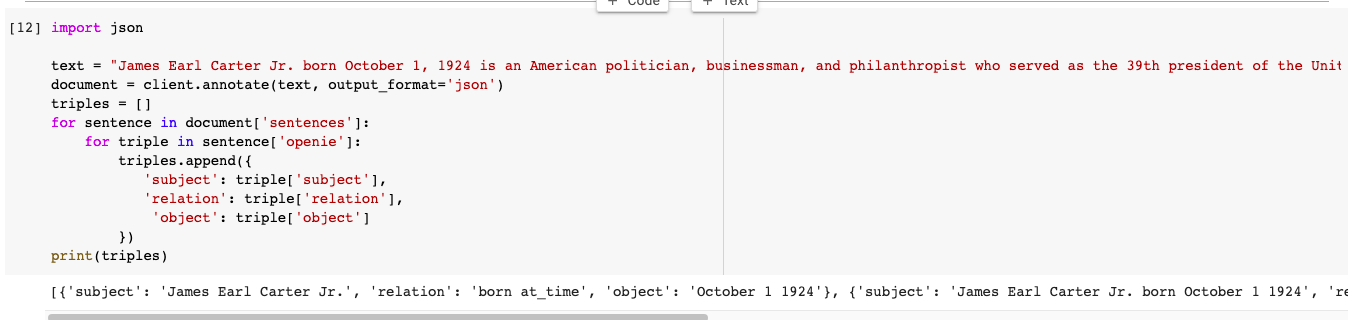 + Code + Text
[12] import json
text = "James Earl Carter Jr. born October 1, 1924 is an American politician, businessman, and philanthropist who served as the 39th president of the Unit
document = client.annotate(text, output_format='json')
triples = []
for sentence in document['sentences']:
    for triple in sentence['openie']:
        triples.append({
           'subject': triple['subject'],
           'relation': triple['relation'],
            'object': triple['object']
        })
print(triples)
[{'subject': 'James Earl Carter Jr.', 'relation': 'born at_time', 'object': 'October 1 1924'}, {'subject': 'James Earl Carter Jr. born October 1 1924', 're